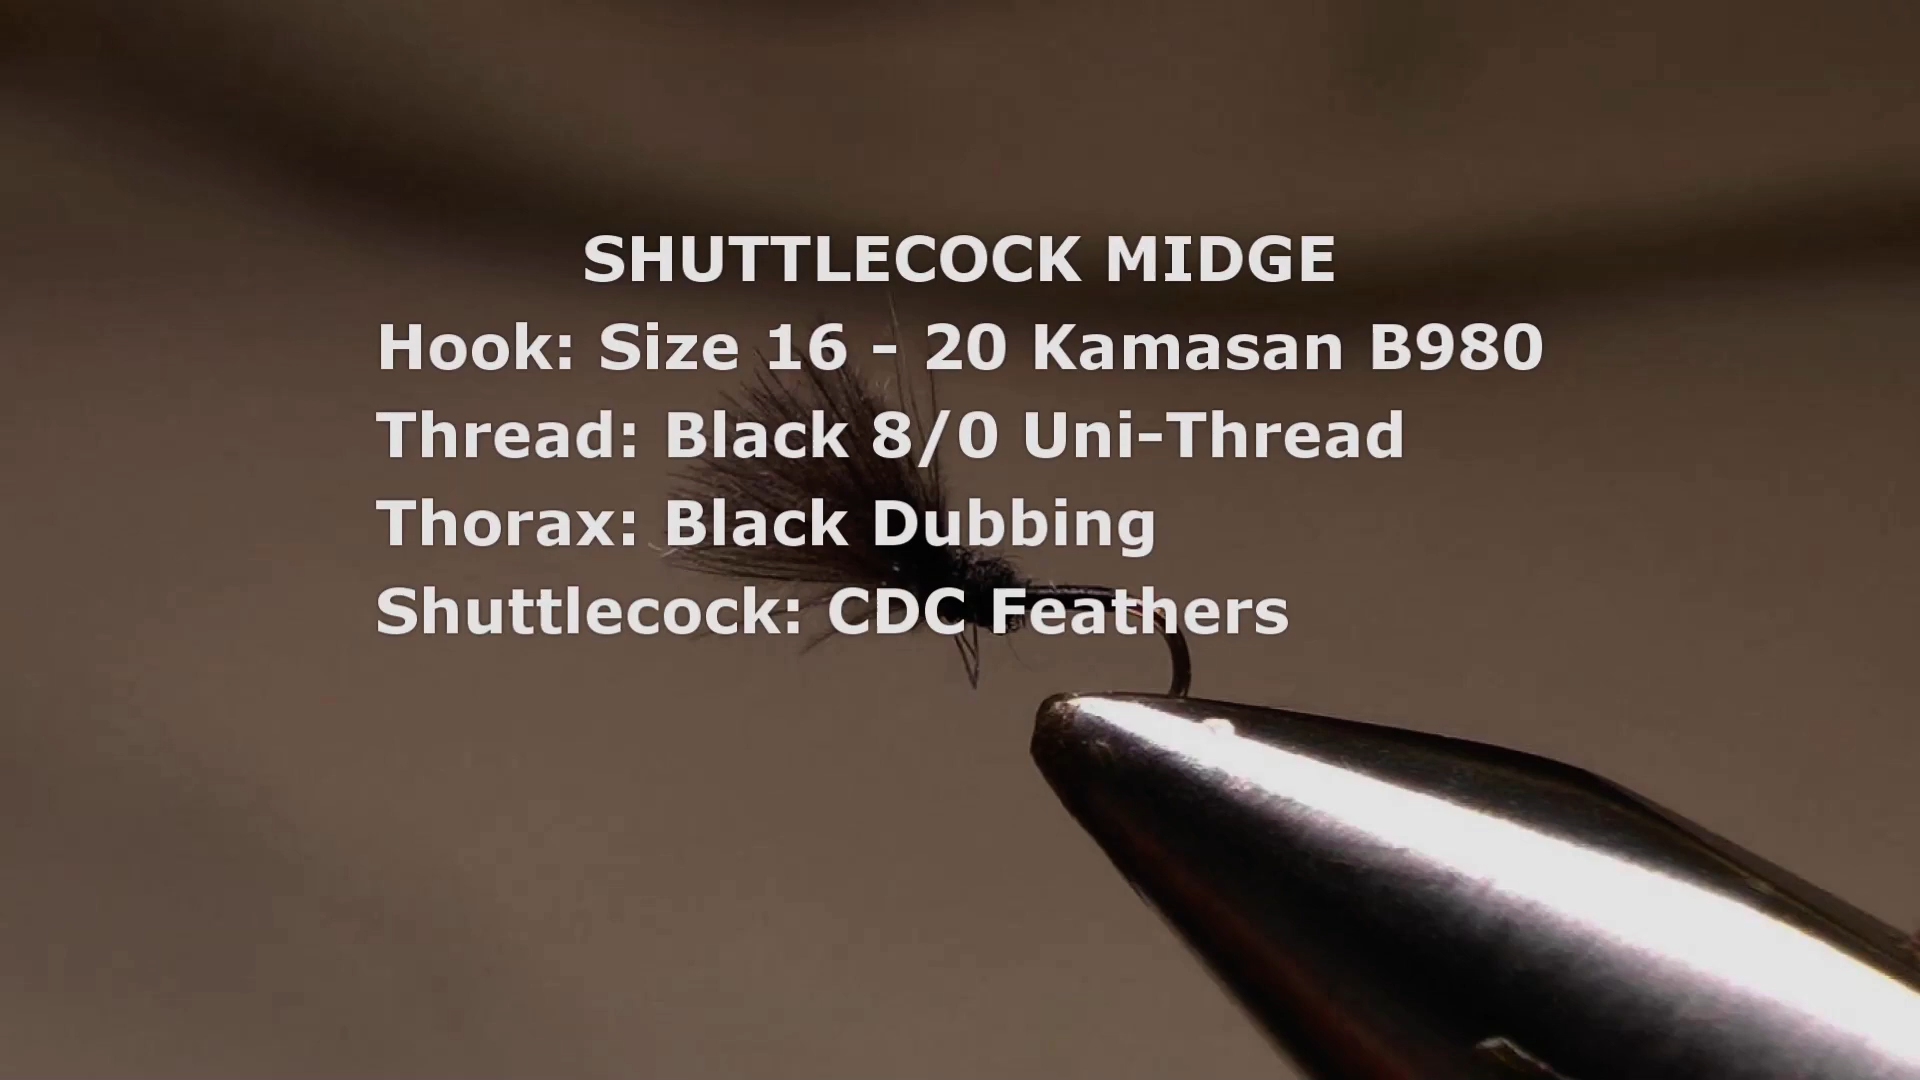 SHUTTLECOCK MIDGE
Hook: Size 16 - 20 Kamasan B980
Thread: Black 8/0 Uni-Thread
Thorax: Black Dubbing
Shuttlecock: CDC Feathers